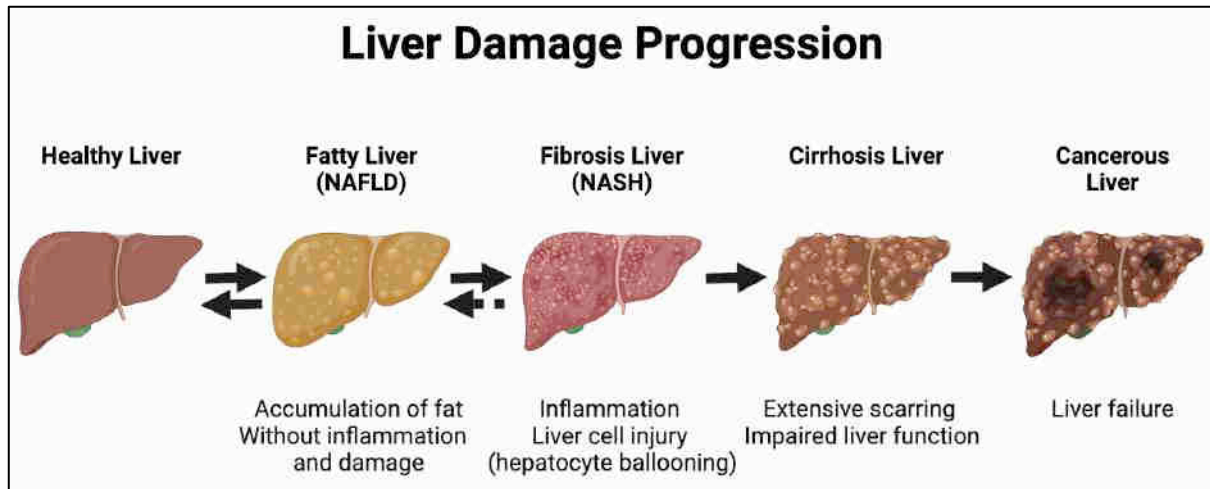 Liver Damage Progression
Healthy Liver
Fatty Liver
(NAFLD)
Fibrosis Liver
(NASH)
Cirrhosis Liver
Cancerous
Liver
Accumulation of fat
Without inflammation
and damage
Inflammation
Liver cell injury
(hepatocyte ballooning)
Extensive scarring
Impaired liver function
Liver failure